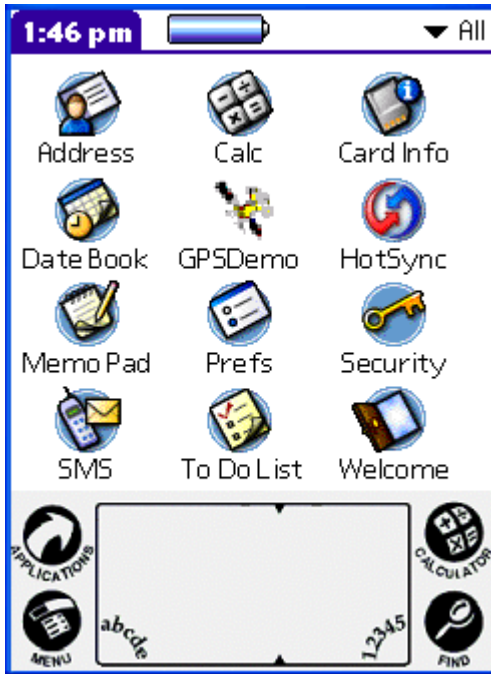 1:46 pm All
Address Calc Card Info
Date Book GPSDemo HotSync
Memo Pad Prefs Security
SMS To Do List Welcome
APPLICATIONS CALCULATOR
abcde 12345
MENU FIND